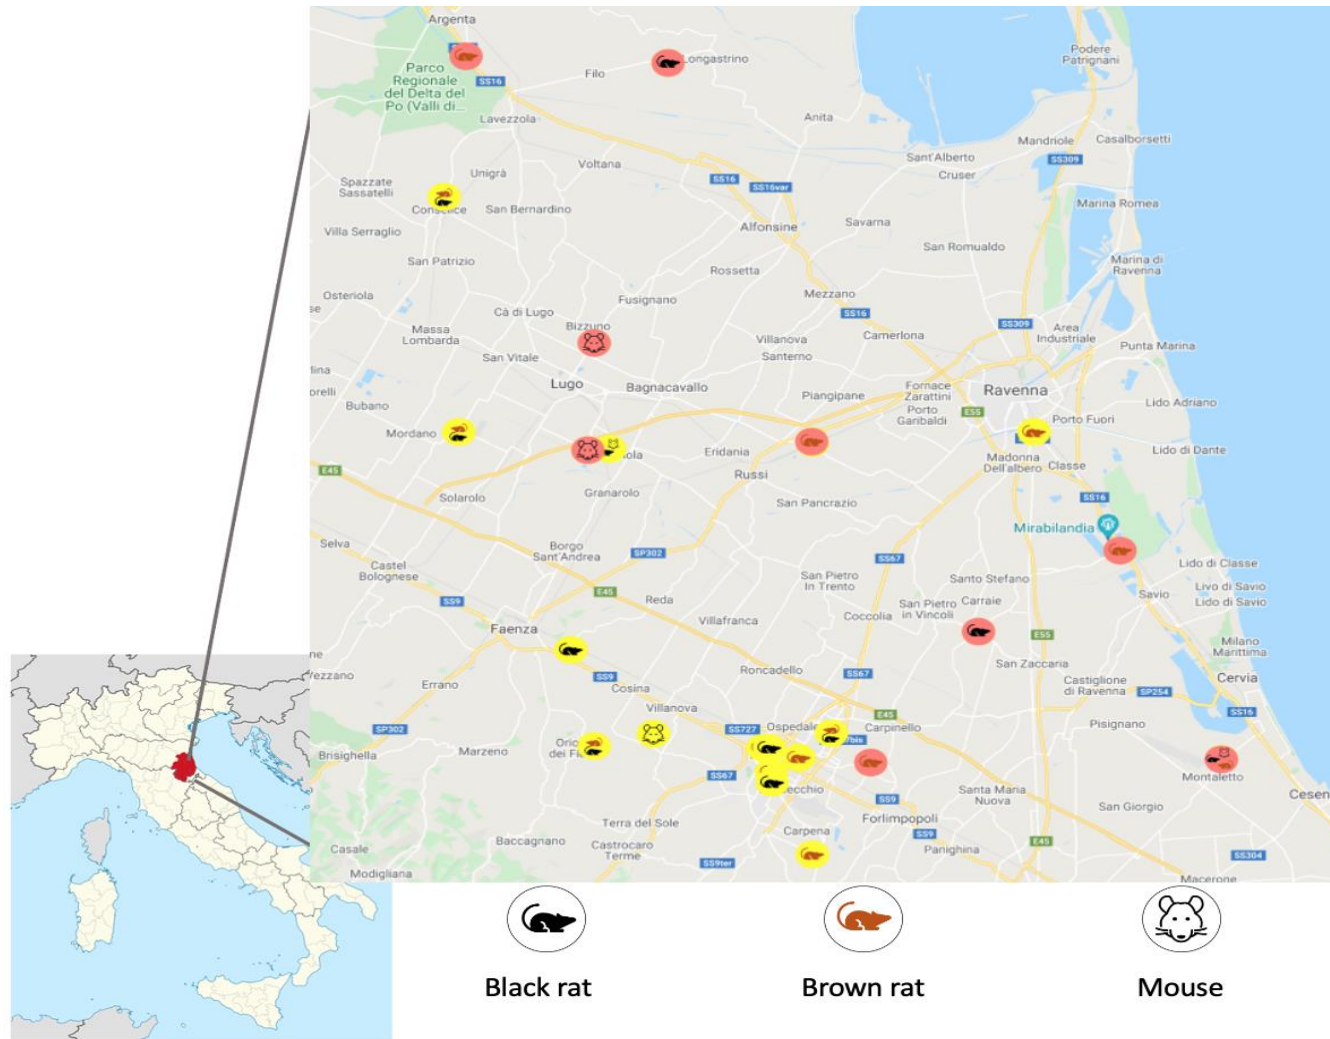 Argenta
Podere
Patrignani
Longastrino
Parco
Regionale
del Delta del
Po (Valli di...
Filo
SS16
Lavezzola
Anita
Mandriole
Casalborsetti
Sant'Alberto
SS309
Voltana
Unigrà
Cruser
SS16
SS16var
Spazzate
Sassatelli
Conselice
San Bernardino
Marina Romea
Villa Serraglio
Alfonsine
Savarna
San Romualdo
San Patrizio
Rossetta
Marina di
Ravenna
Osteriola
Fusignano
Mezzano
Cà di Lugo
Bizzuno
SS16
SS309
Massa
Lombarda
Villanova
Santerno
Camerlona
Area
Industriale
Punta Marina
San Vitale
Lugo
Bagnacavallo
Piangipane
Fornace
Zarattini
Ravenna
Bubano
Porto
Garibaldi
E55
Lido Adriano
Porto Fuori
Mordano
Eridania
Madonna
Dell'albero
Classe
Lido di Dante
E45
Russi
Solarolo
Granarolo
San Pancrazio
SS16
Mirabilandia
Selva
Borgo
Sant'Andrea
SP302
SS67
Castel
Bolognese
San Pietro
In Trento
Santo Stefano
Lido di Classe
E45
Reda
Livo di Savio
Lido di Savio
Savio
SS9
Coccolia
San Pietro
in Vincoli
Carraie
Villafranca
Faenza
E55
Milano
Marittima
San Zaccaria
Roncadello
SS67
Errano
SS9
Cosina
Castiglione
di Ravenna
SP254
Cervia
Villanova
E45
SS16
SP302
SS727
Ospedale
Carpinello
Pisignano
7bis
Brisighella
Marzeno
SS67
Montaletto
SS9
Santa Maria
Nuova
San Giorgio
Cesen
Terra del Sole
Forlimpopoli
Carpena
SS9
Baccagnano
Castrocaro
Terme
E45
Casale
Panighina
SS9ter
SS304
Modigliana
Macerone
Black rat
Brown rat
Mouse